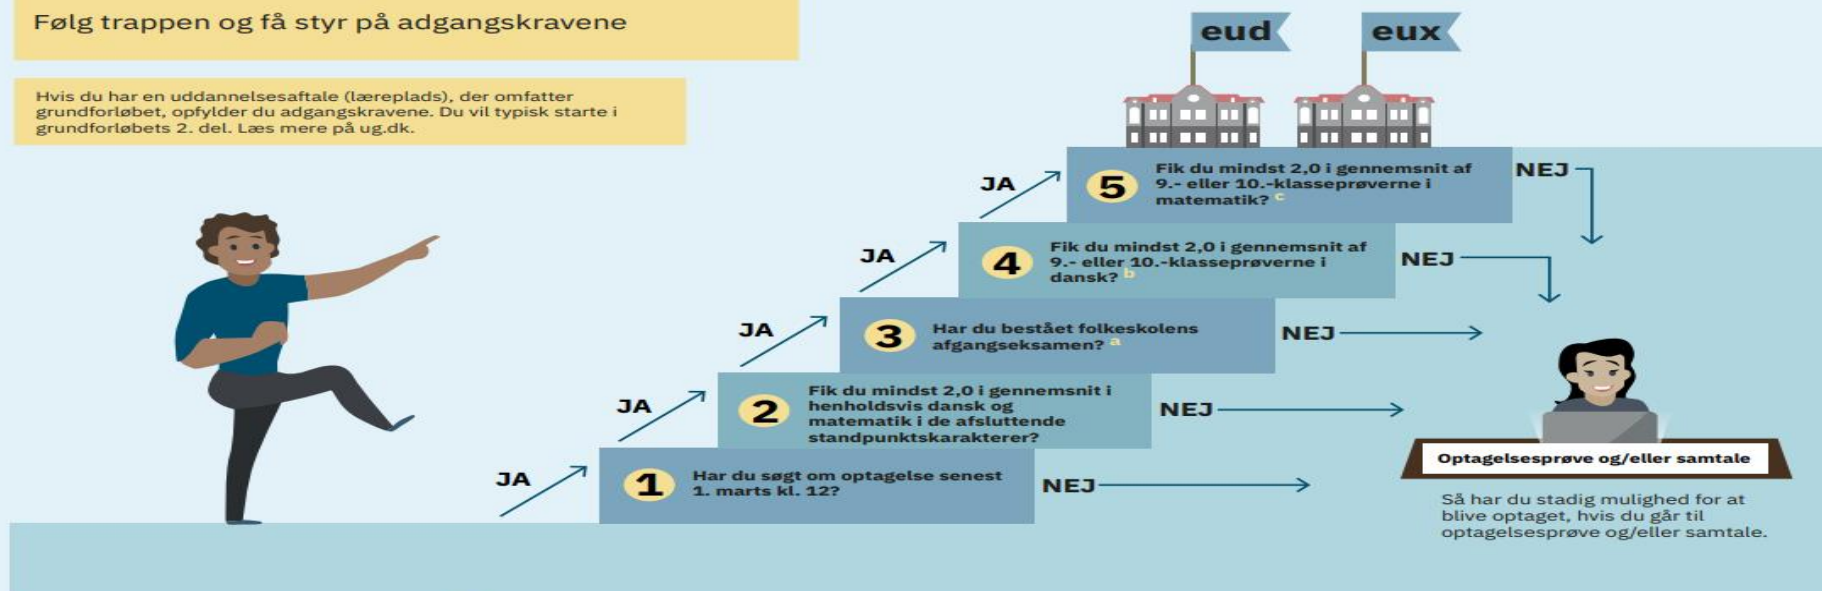 Følg trappen og få styr på adgangskravene
Hvis du har en uddannelsesaftale (læreplads), der omfatter
grundforløbet, opfylder du adgangskravene. Du vil typisk starte i
grundforløbets 2. del. Læs mere på ug.dk.
eud
eux
JA
5
Fik du mindst 2,0 i gennemsnit af
9.- eller 10.-klasseprøverne i
matematik? c
NEJ
JA
4
Fik du mindst 2,0 i gennemsnit af
9.- eller 10.-klasseprøverne i
dansk? b
NEJ
JA
3
Har du bestået folkeskolens
afgangseksamen? a
NEJ
JA
2
Fik du mindst 2,0 i gennemsnit i
henholdsvis dansk og
matematik i de afsluttende
standpunktskarakterer?
NEJ
JA
1
Har du søgt om optagelse senest
1. marts kl. 12?
NEJ
Optagelsesprøve og/eller samtale
Så har du stadig mulighed for at
blive optaget, hvis du går til
optagelsesprøve og/eller samtale.